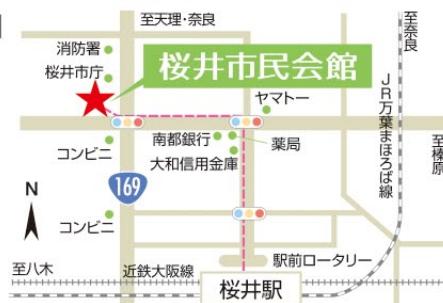 至天理・奈良
至奈良
消防署
桜井市庁
桜井市民会館
ヤマトー
JR万葉まほろば線
コンビニ
南都銀行
薬局
大和信用金庫
至榛原
169
N
コンビニ
駅前ロータリー
至八木
近鉄大阪線
桜井駅